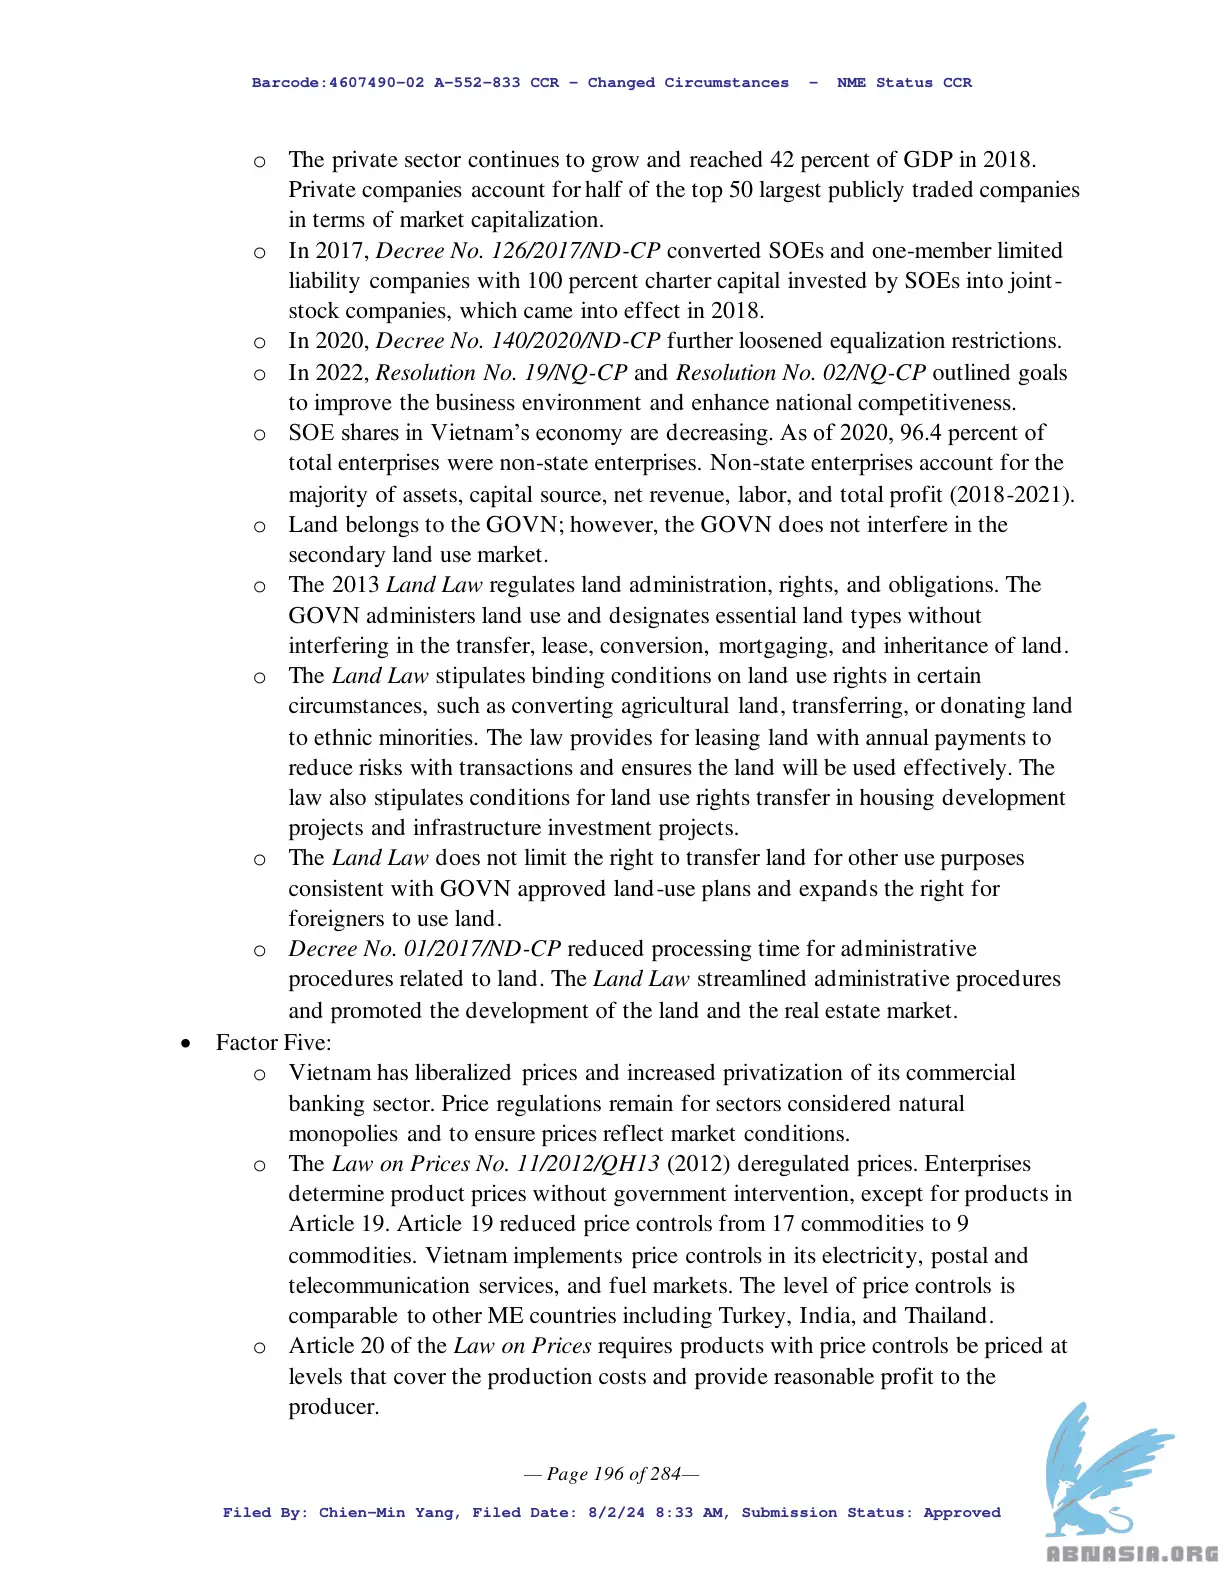 Barcode:4607490-02 A-552-833 CCR - Changed Circumstances - NME Status CCR
o The private sector continues to grow and reached 42 percent of GDP in 2018.
Private companies account for half of the top 50 largest publicly traded companies
in terms of market capitalization.
o In 2017, Decree No. 126/2017/ND-CP converted SOEs and one-member limited
liability companies with 100 percent charter capital invested by SOEs into joint-
stock companies, which came into effect in 2018.
o In 2020, Decree No. 140/2020/ND-CP further loosened equalization restrictions.
o In 2022, Resolution No. 19/NQ-CP and Resolution No. 02/NQ-CP outlined goals
to improve the business environment and enhance national competitiveness.
o SOE shares in Vietnam’s economy are decreasing. As of 2020, 96.4 percent of
total enterprises were non-state enterprises. Non-state enterprises account for the
majority of assets, capital source, net revenue, labor, and total profit (2018-2021).
o Land belongs to the GOVN; however, the GOVN does not interfere in the
secondary land use market.
o The 2013 Land Law regulates land administration, rights, and obligations. The
GOVN administers land use and designates essential land types without
interfering in the transfer, lease, conversion, mortgaging, and inheritance of land.
o The Land Law stipulates binding conditions on land use rights in certain
circumstances, such as converting agricultural land, transferring, or donating land
to ethnic minorities. The law provides for leasing land with annual payments to
reduce risks with transactions and ensures the land will be used effectively. The
law also stipulates conditions for land use rights transfer in housing development
projects and infrastructure investment projects.
o The Land Law does not limit the right to transfer land for other use purposes
consistent with GOVN approved land-use plans and expands the right for
foreigners to use land.
o Decree No. 01/2017/ND-CP reduced processing time for administrative
procedures related to land. The Land Law streamlined administrative procedures
and promoted the development of the land and the real estate market.
• Factor Five:
o Vietnam has liberalized prices and increased privatization of its commercial
banking sector. Price regulations remain for sectors considered natural
monopolies and to ensure prices reflect market conditions.
o The Law on Prices No. 11/2012/QH13 (2012) deregulated prices. Enterprises
determine product prices without government intervention, except for products in
Article 19. Article 19 reduced price controls from 17 commodities to 9
commodities. Vietnam implements price controls in its electricity, postal and
telecommunication services, and fuel markets. The level of price controls is
comparable to other ME countries including Turkey, India, and Thailand.
o Article 20 of the Law on Prices requires products with price controls be priced at
levels that cover the production costs and provide reasonable profit to the
producer.
— Page 196 of 284—
Filed By: Chien-Min Yang, Filed Date: 8/2/24 8:33 AM, Submission Status: Approved
ABNASIA.ORG